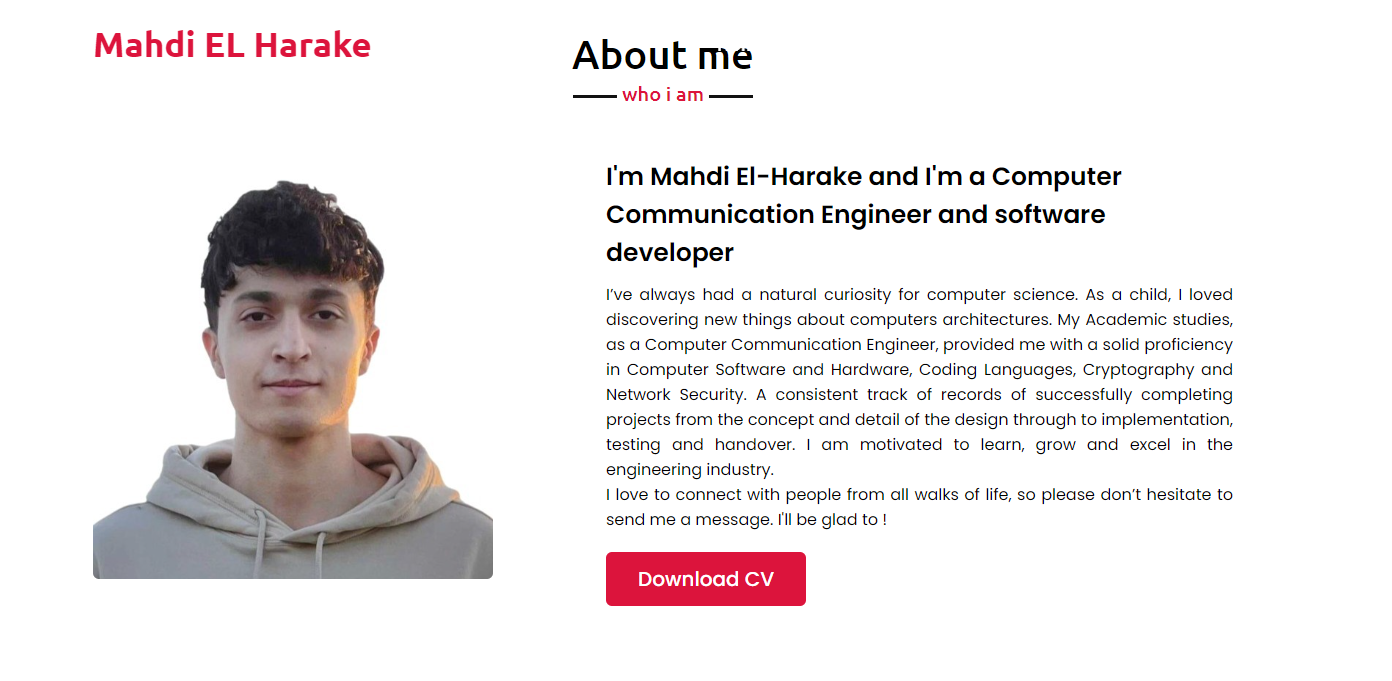 Mahdi EL Harake
About me
who i am
I'm Mahdi El-Harake and I'm a Computer
Communication Engineer and software
developer
I’ve always had a natural curiosity for computer science. As a child, I loved
discovering new things about computers architectures. My Academic studies,
as a Computer Communication Engineer, provided me with a solid proficiency
in Computer Software and Hardware, Coding Languages, Cryptography and
Network Security. A consistent track of records of successfully completing
projects from the concept and detail of the design through to implementation,
testing and handover. I am motivated to learn, grow and excel in the
engineering industry.
I love to connect with people from all walks of life, so please don’t hesitate to
send me a message. I'll be glad to !
Download CV